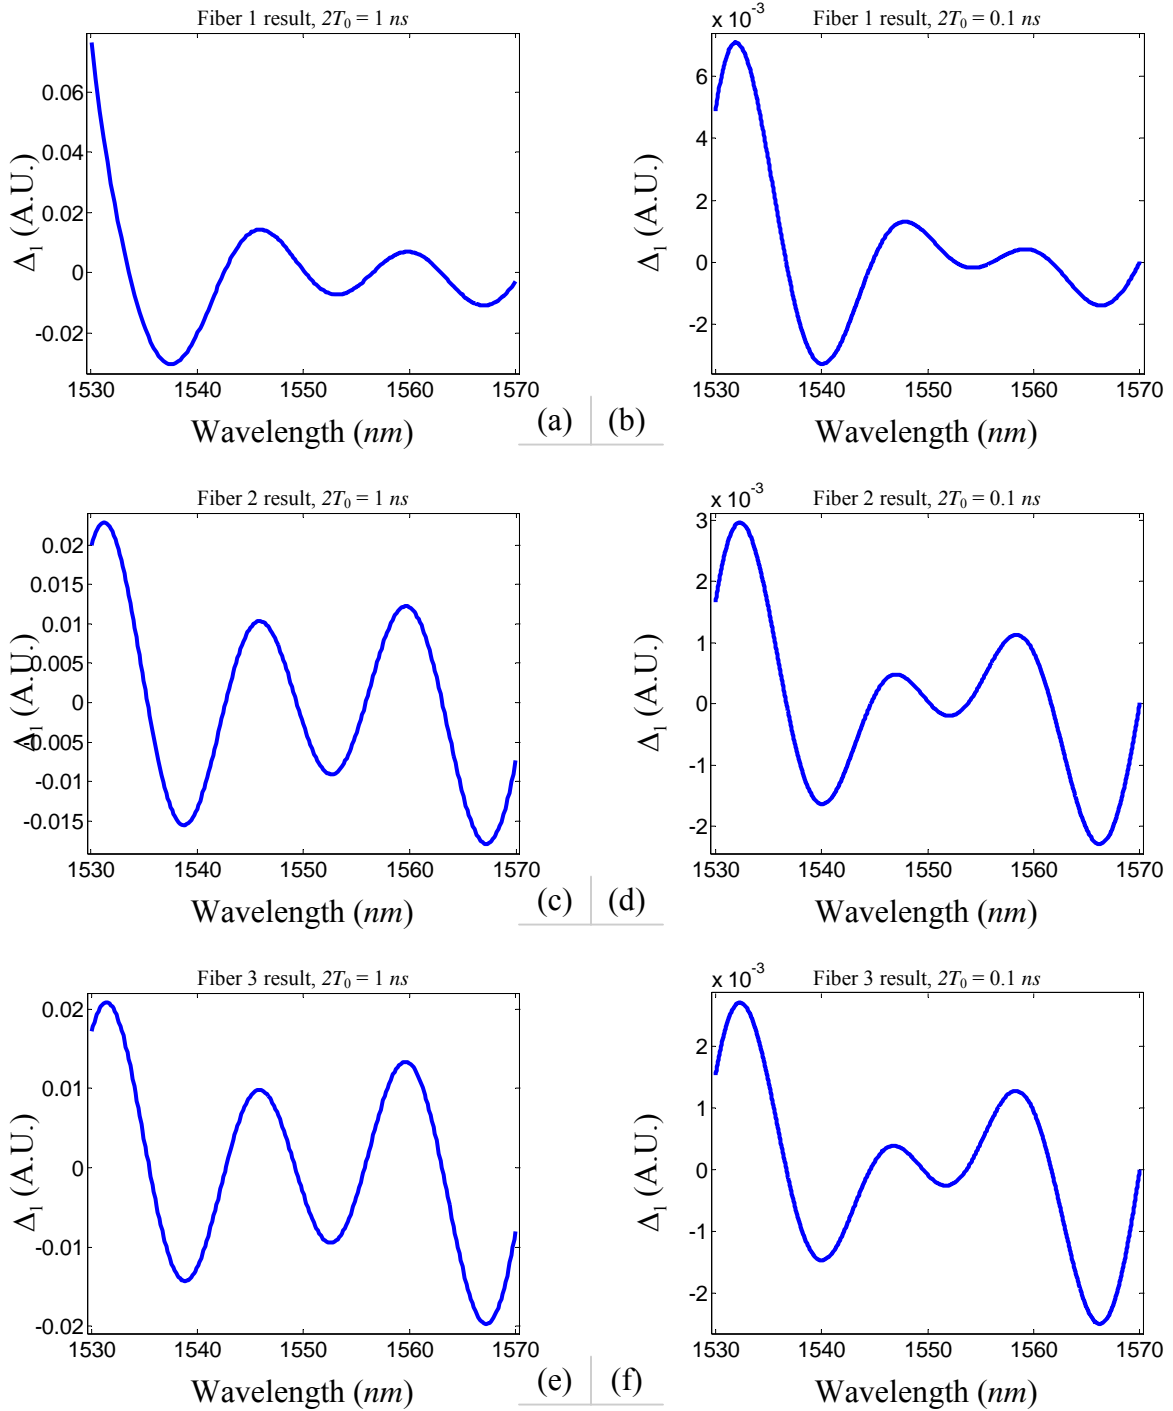 Fiber 1 result, 2T₀ = 1 ns
0.06
0.04
0.02
0
-0.02
Δ₁ (A.U.)
1530 1540 1550 1560 1570
Wavelength (nm)
Fiber 1 result, 2T₀ = 0.1 ns
x 10⁻³
6
4
2
0
-2
Δ₁ (A.U.)
1530 1540 1550 1560 1570
Wavelength (nm)
(a) (b)
Fiber 2 result, 2T₀ = 1 ns
0.02
0.015
0.01
0.005
0
-0.005
-0.01
-0.015
Δ₁ (A.U.)
1530 1540 1550 1560 1570
Wavelength (nm)
Fiber 2 result, 2T₀ = 0.1 ns
x 10⁻³
3
2
1
0
-1
-2
Δ₁ (A.U.)
1530 1540 1550 1560 1570
Wavelength (nm)
(c) (d)
Fiber 3 result, 2T₀ = 1 ns
0.02
0.01
0
-0.01
-0.02
Δ₁ (A.U.)
1530 1540 1550 1560 1570
Wavelength (nm)
Fiber 3 result, 2T₀ = 0.1 ns
x 10⁻³
2
1
0
-1
-2
Δ₁ (A.U.)
1530 1540 1550 1560 1570
Wavelength (nm)
(e) (f)